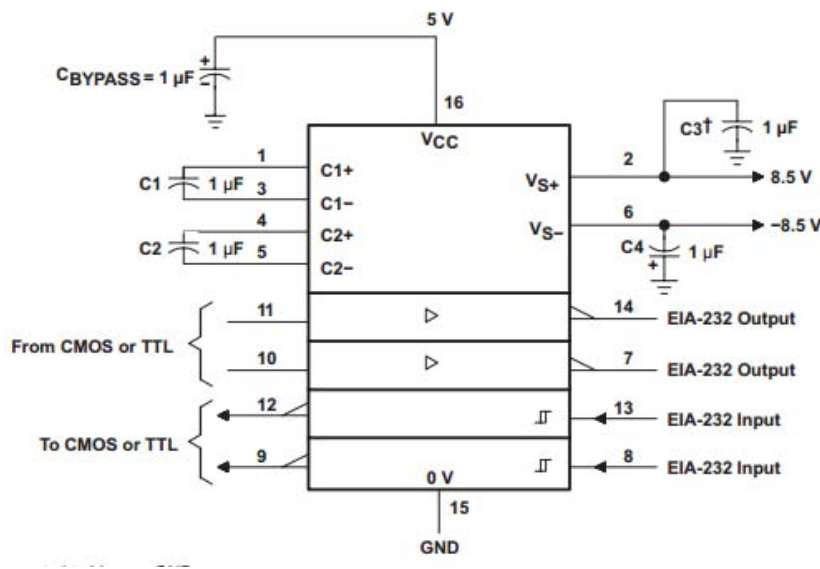 5 V
CBYPASS = 1 µF
+
−
16
VCC
C3†
1 µF
1
C1+
2
VS+
8.5 V
C1
1 µF
3
C1−
4
C2+
6
VS−
−8.5 V
C2
1 µF
5
C2−
C4
+
1 µF
11
14
EIA-232 Output
From CMOS or TTL
10
7
EIA-232 Output
12
13
EIA-232 Input
To CMOS or TTL
9
8
EIA-232 Input
0 V
15
GND